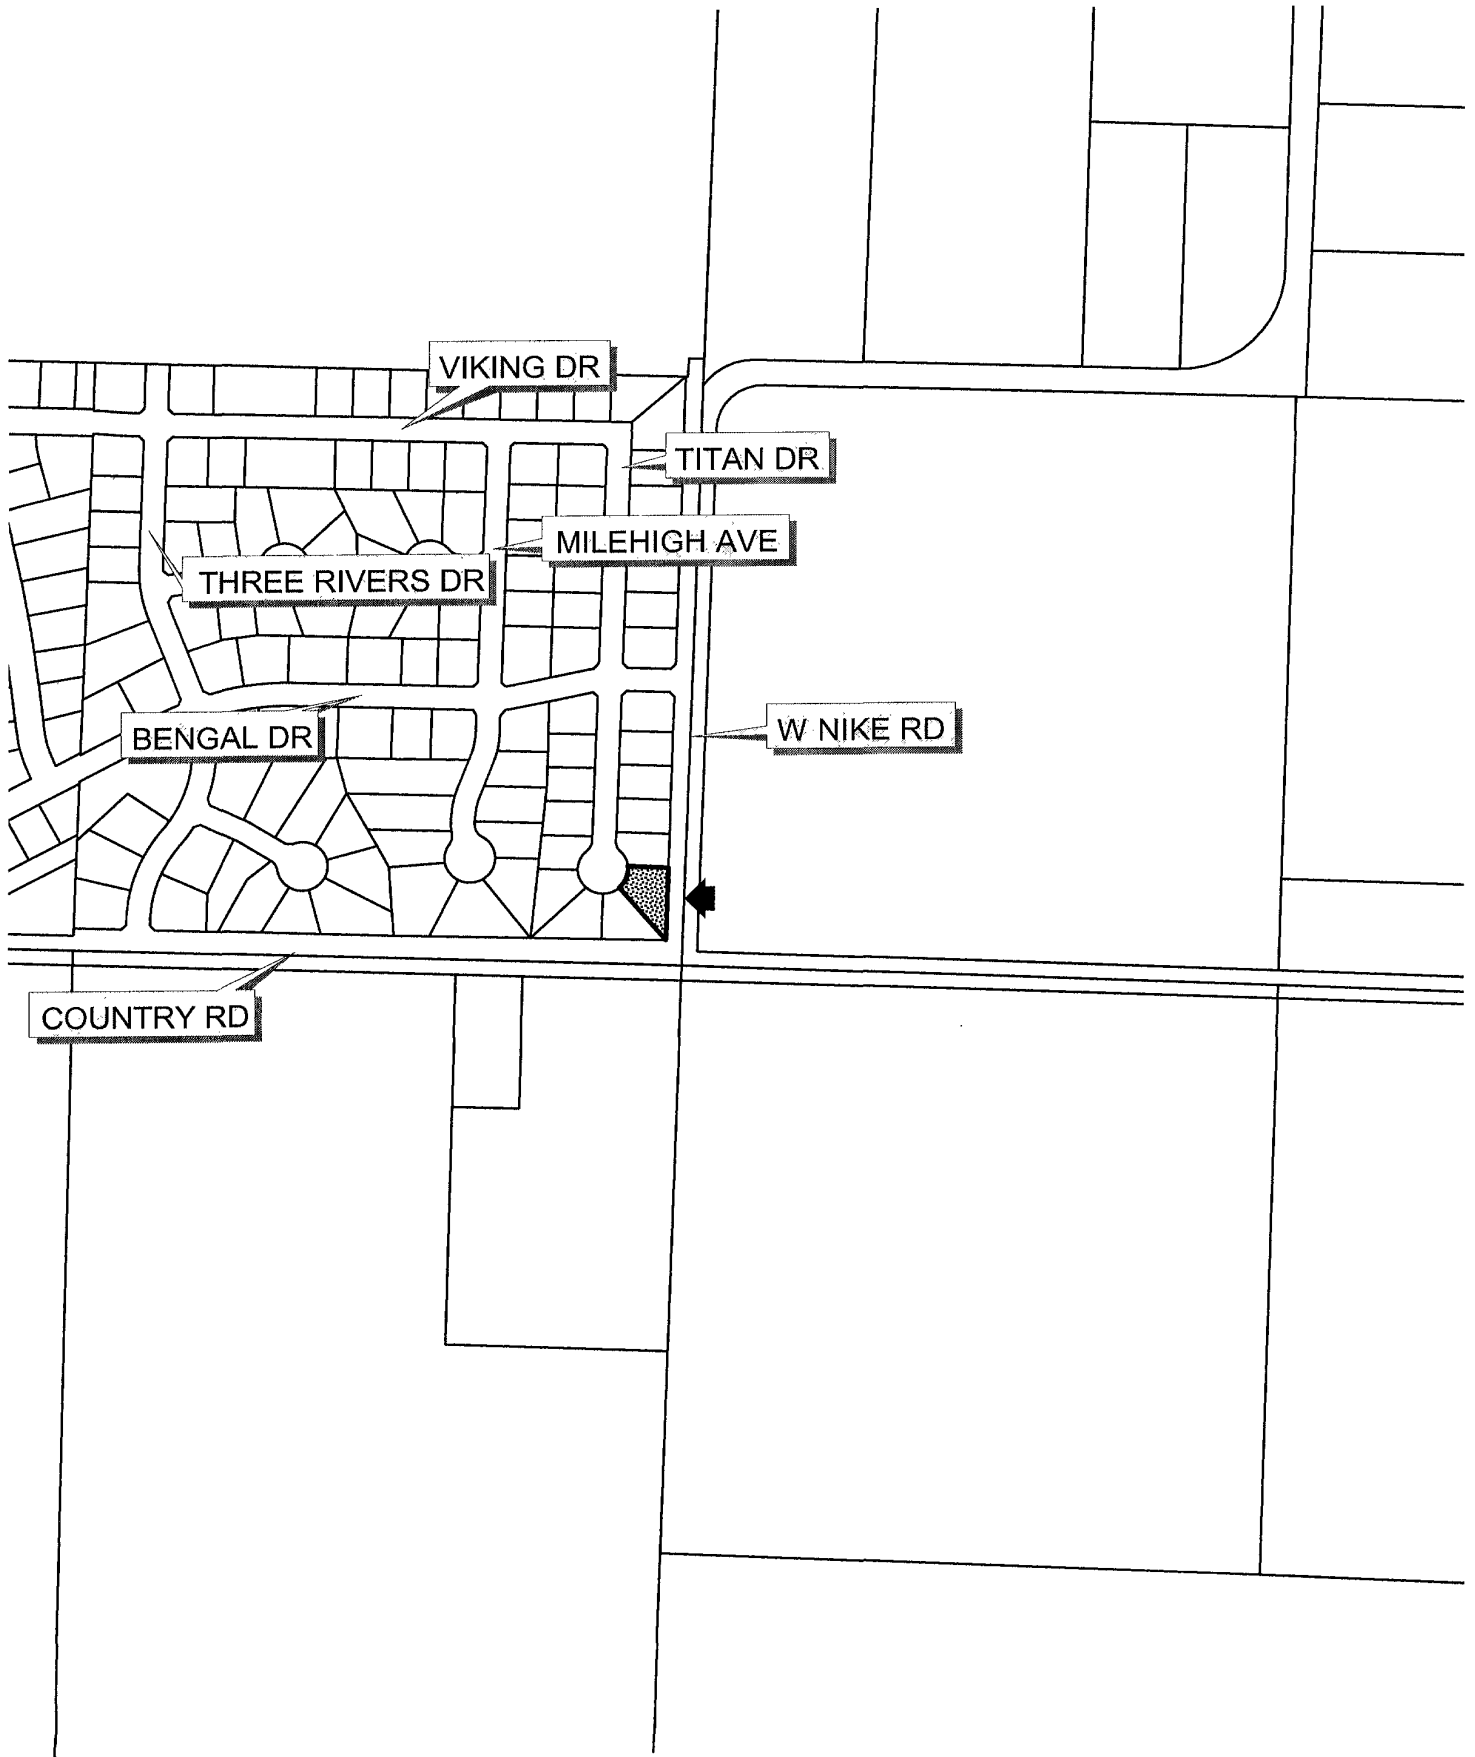 VIKING DR
TITAN DR
MILEHIGH AVE
THREE RIVERS DR
BENGAL DR
W NIKE RD
COUNTRY RD